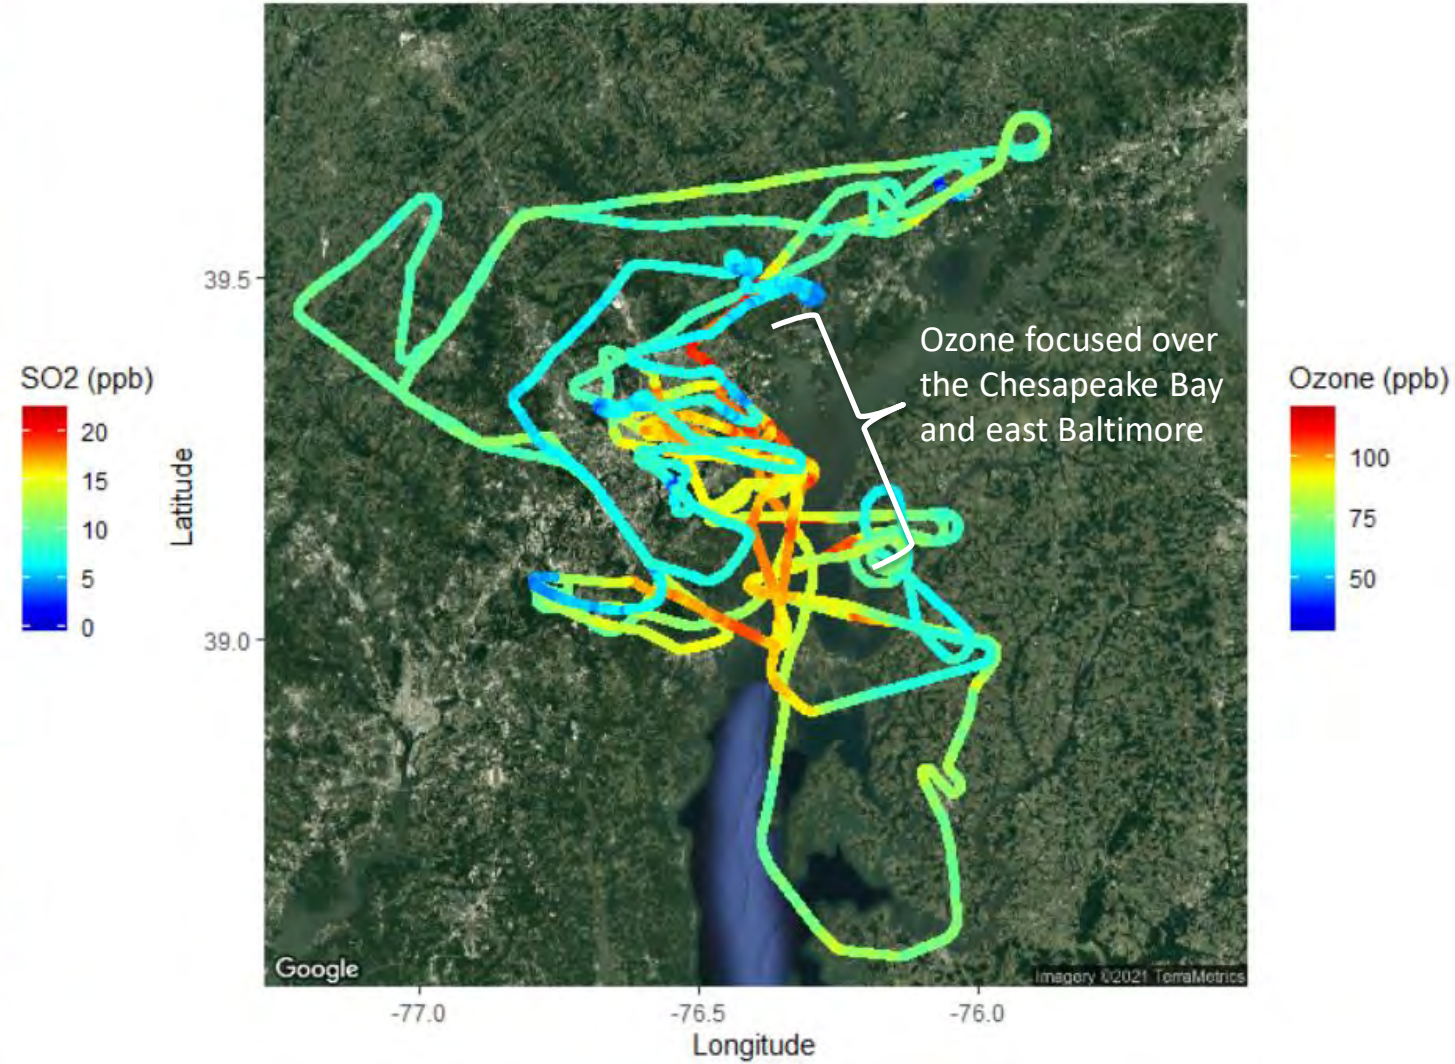 39.5
39.0
Latitude
-77.0
-76.5
-76.0
Longitude
SO2 (ppb)
20
15
10
5
0
Ozone focused over
the Chesapeake Bay
and east Baltimore
Ozone (ppb)
100
75
50
Google
Imagery ©2021 TerraMetrics